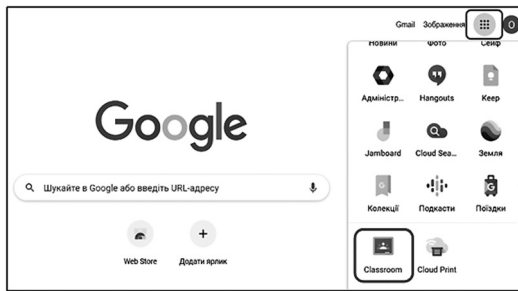 Gmail Зображення O
Новини Фото Сейф
Адміністр... Hangouts Keep
Google
Jamboard Cloud Sea... Земля
Шукайте в Google або введіть URL-адресу
Колекції Подкасти Поїздки
Web Store Додати ярлик
Classroom Cloud Print